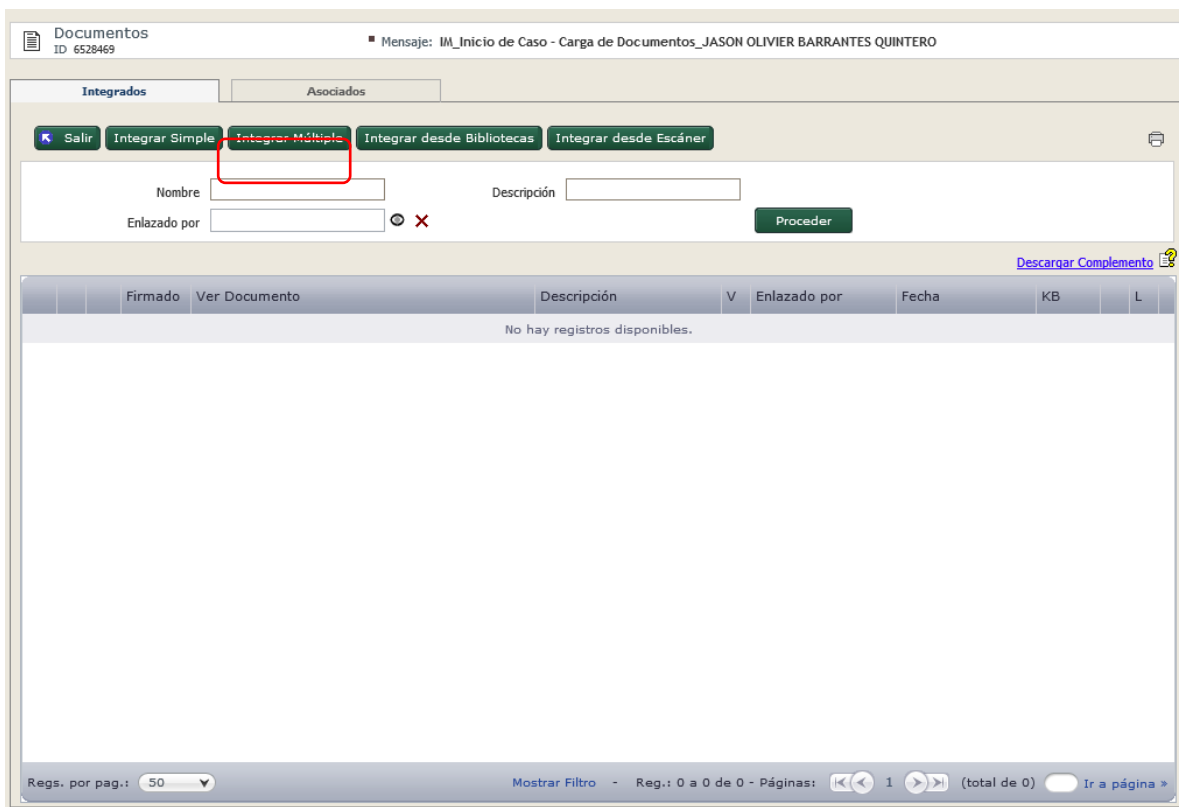 Documentos
ID 6528469
Mensaje: IM_Inicio de Caso - Carga de Documentos_JASON OLIVIER BARRANTES QUINTERO
Integrados Asociados
Salir Integrar Simple Integrar Múltiple Integrar desde Bibliotecas Integrar desde Escáner
Nombre Descripción
Enlazado por Proceder
Descargar Complemento
Firmado Ver Documento Descripción V Enlazado por Fecha KB L
No hay registros disponibles.
Regs. por pag.: 50 Mostrar Filtro - Reg.: 0 a 0 de 0 - Páginas: 1 (total de 0) Ir a página »